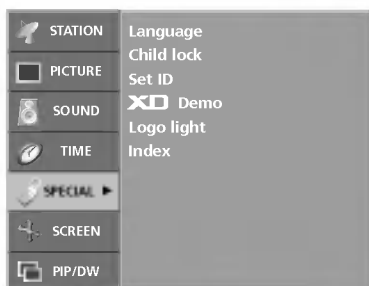 STATION
PICTURE
SOUND
TIME
SPECIAL
SCREEN
PIP/DW
Language
Child lock
Set ID
XD Demo
Logo light
Index